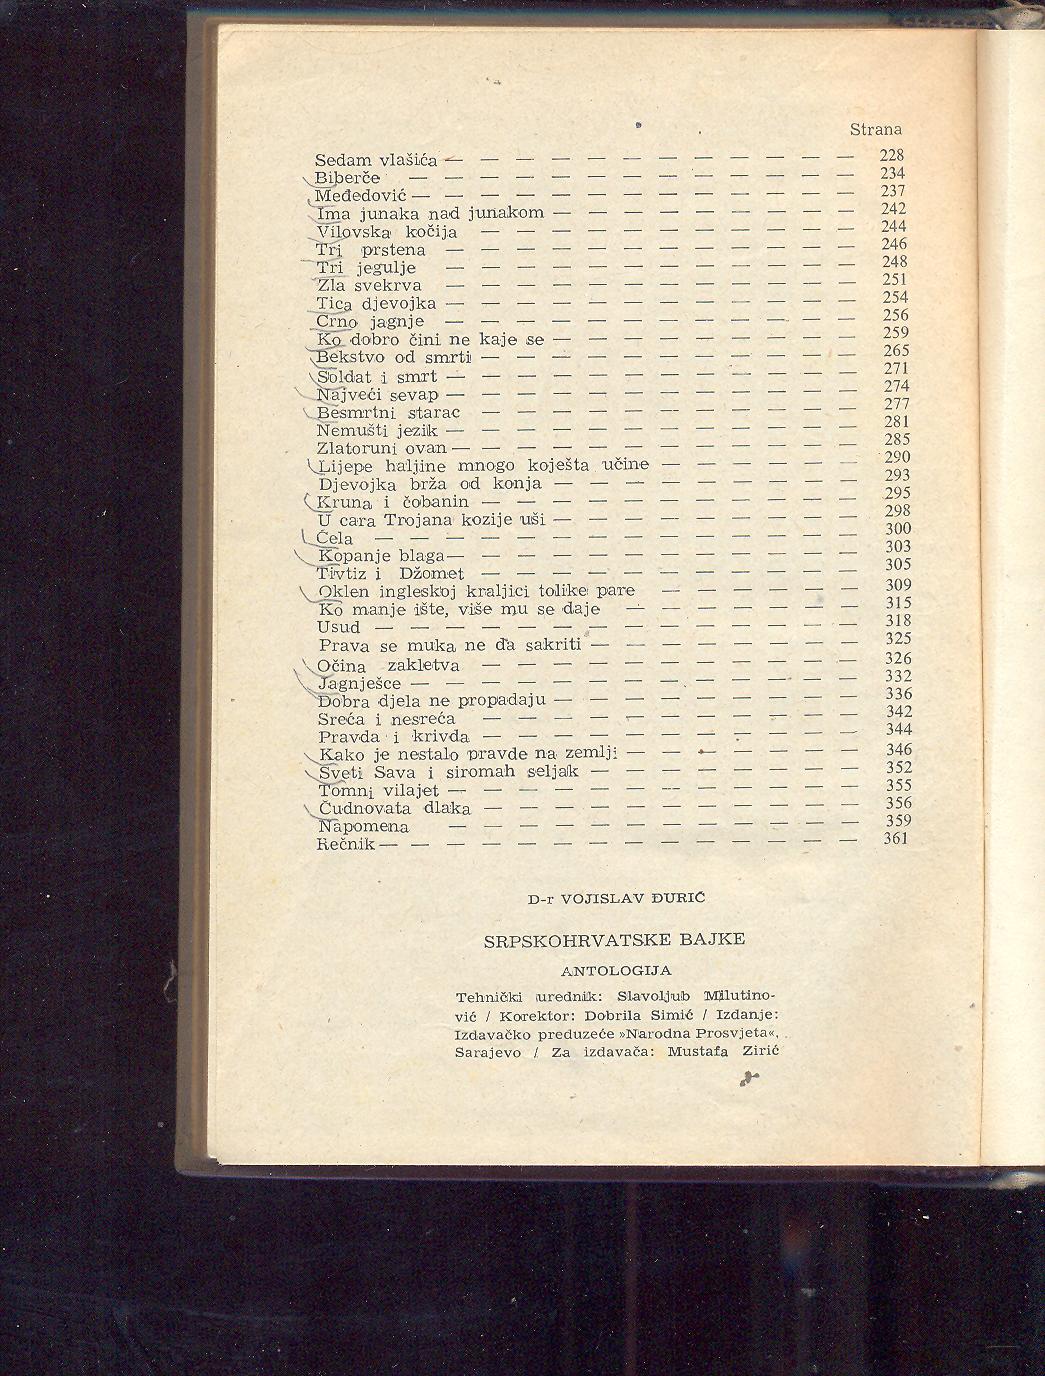 Strana
Sedam vlašića — — — — — — — — — — — — 228
Biberče — — — — — — — — — — — — — 234
Međedović — — — — — — — — — — — — — 237
Ima junaka nad junakom — — — — — — — — — 242
Vilovska kočija — — — — — — — — — — — 244
Tri prstena — — — — — — — — — — — — 246
Tri jegulje — — — — — — — — — — — — 248
Zla svekrva — — — — — — — — — — — — 251
Tica djevojka — — — — — — — — — — — — 254
Crno jagnje — — — — — — — — — — — — 256
Ko dobro čini ne kaje se — — — — — — — — — 259
Bekstvo od smrti — — — — — — — — — — — 265
Soldat i smrt — — — — — — — — — — — — 271
Najveći sevap — — — — — — — — — — — — 274
Besmrtni starac — — — — — — — — — — — 277
Nemušti jezik — — — — — — — — — — — — 281
Zlatoruni ovan — — — — — — — — — — — — 285
Lijepe haljine mnogo koješta učine — — — — — — 290
Djevojka brža od konja — — — — — — — — — 293
Kruna i čobanin — — — — — — — — — — — 295
U cara Trojana kozije uši — — — — — — — — — 298
Ćela — — — — — — — — — — — — — — 300
Kopanje blaga — — — — — — — — — — — — 303
Tivtiz i Džomet — — — — — — — — — — — 305
Oklen ingleskoj kraljici tolike pare — — — — — — 309
Ko manje ište, više mu se daje — — — — — — — 315
Usud — — — — — — — — — — — — — — 318
Prava se muka ne da sakriti — — — — — — — — 325
Očina zakletva — — — — — — — — — — — 326
Jagnješce — — — — — — — — — — — — — 332
Dobra djela ne propadaju — — — — — — — — — 336
Sreća i nesreća — — — — — — — — — — — 342
Pravda i krivda — — — — — — — — — — — 344
Kako je nestalo pravde na zemlji — — — — — — — 346
Sveti Sava i siromah seljak — — — — — — — — 352
Tomni vilajet — — — — — — — — — — — — 355
Čudnovata dlaka — — — — — — — — — — — 356
Napomena — — — — — — — — — — — — 359
Rečnik — — — — — — — — — — — — — — 361
D-r VOJISLAV ĐURIĆ
SRPSKOHRVATSKE BAJKE
ANTOLOGIJA
Tehnički urednik: Slavoljub Milutino-
vić / Korektor: Dobrila Simić / Izdanje:
Izdavačko preduzeće »Narodna Prosvjeta«,
Sarajevo / Za izdavača: Mustafa Zirić